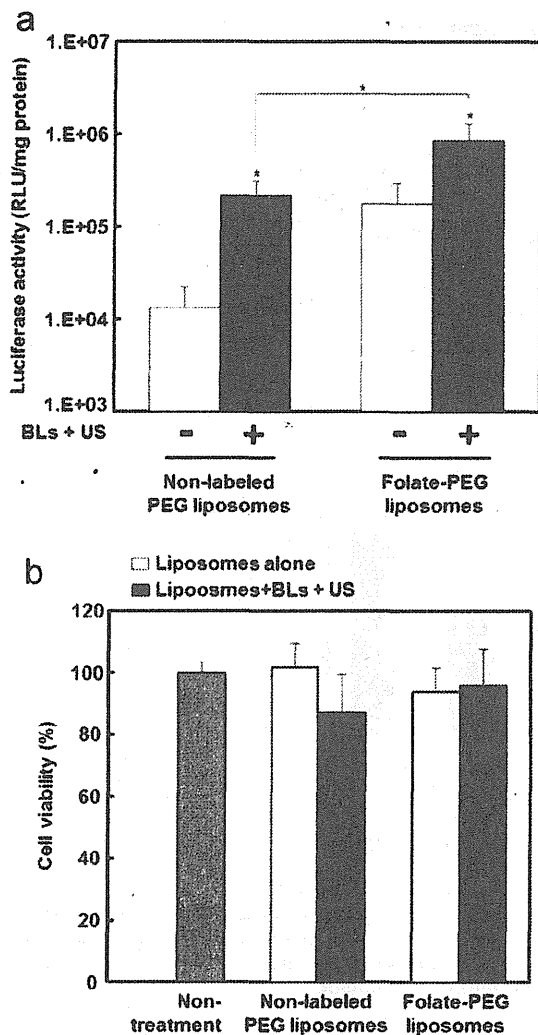 a
Luciferase activity (RLU/mg protein)
1.E+07
1.E+06
1.E+05
1.E+04
1.E+03
*
*
*
BLs + US
- + - +
Non-labeled
PEG liposomes
Folate-PEG
liposomes
b
Liposomes alone
Lipoosmes+BLs + US
Cell viability (%)
120
100
80
60
40
20
0
Non-
treatment
Non-labeled
PEG liposomes
Folate-PEG
liposomes